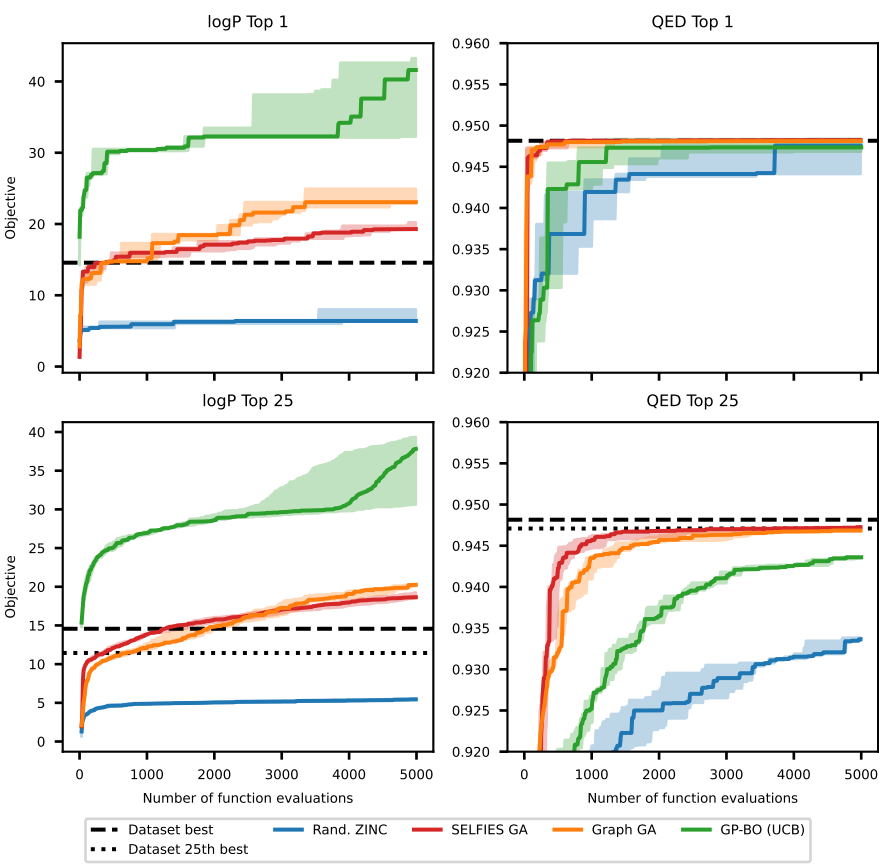 logP Top 1
QED Top 1
Objective
40
30
20
10
0
0.960
0.955
0.950
0.945
0.940
0.935
0.930
0.925
0.920
logP Top 25
QED Top 25
Objective
40
35
30
25
20
15
10
5
0
0.960
0.955
0.950
0.945
0.940
0.935
0.930
0.925
0.920
0 1000 2000 3000 4000 5000
0 1000 2000 3000 4000 5000
Number of function evaluations
Number of function evaluations
Dataset best
Dataset 25th best
Rand. ZINC
SELFIES GA
Graph GA
GP-BO (UCB)